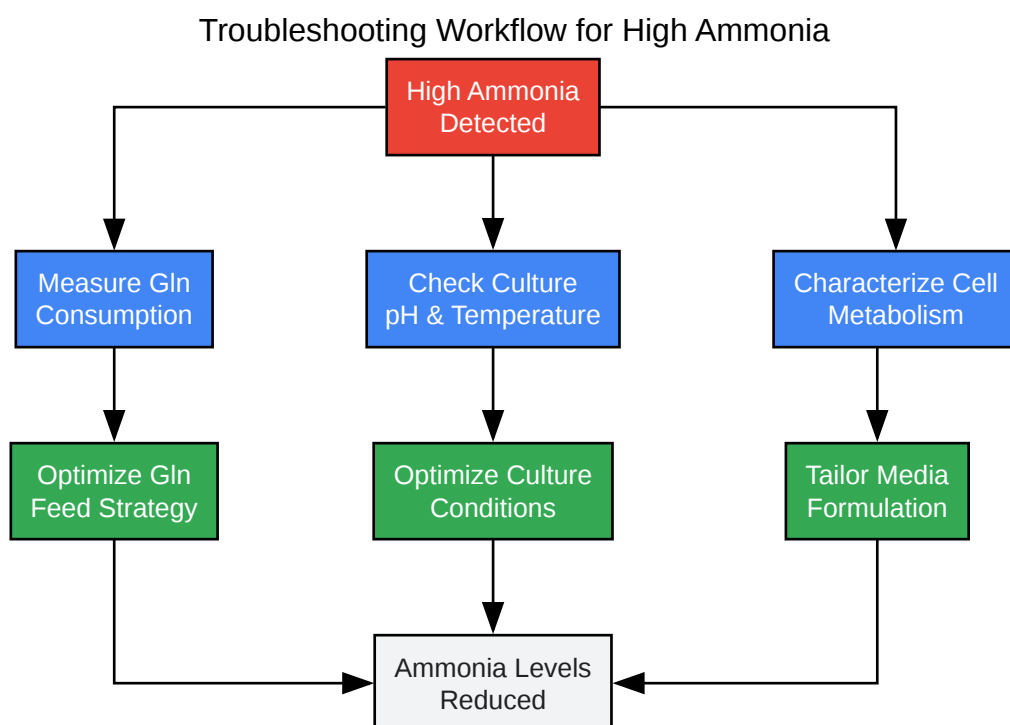 Troubleshooting Workflow for High Ammonia
High Ammonia
Detected
Measure Gln
Consumption
Check Culture
pH & Temperature
Characterize Cell
Metabolism
Optimize Gln
Feed Strategy
Optimize Culture
Conditions
Tailor Media
Formulation
Ammonia Levels
Reduced